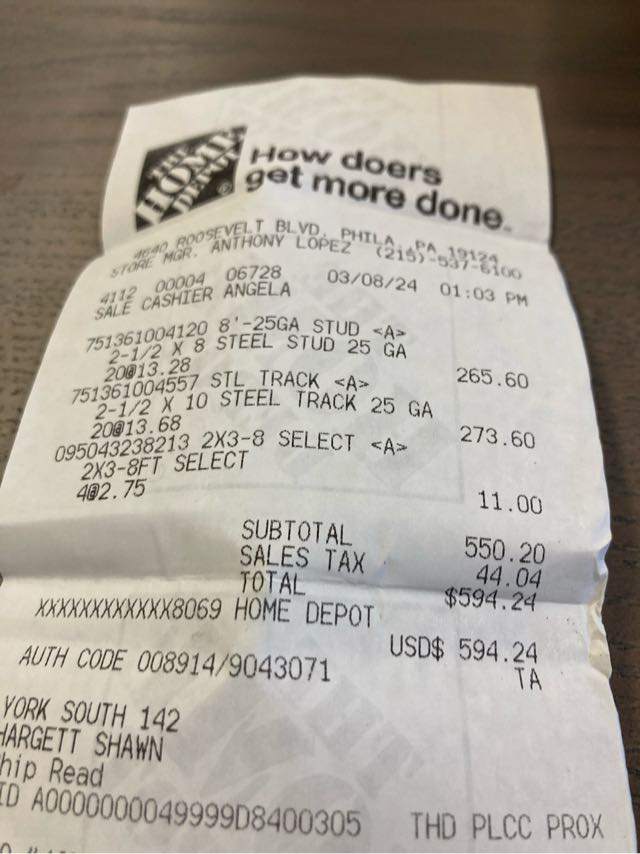 THE
HOME
DEPOT
How doers
get more done.
4640 ROOSEVELT BLVD, PHILA, PA 19124
STORE MGR. ANTHONY LOPEZ (215)-537-6100
4112 00004 06728 03/08/24 01:03 PM
SALE CASHIER ANGELA
751361004120 8'-25GA STUD <A>
2-1/2 X 8 STEEL STUD 25 GA
20@13.28 265.60
751361004557 STL TRACK <A>
2-1/2 X 10 STEEL TRACK 25 GA
20@13.68 273.60
095043238213 2X3-8 SELECT <A>
2X3-8FT SELECT
4@2.75 11.00
SUBTOTAL 550.20
SALES TAX 44.04
TOTAL $594.24
XXXXXXXXXXXX8069 HOME DEPOT
USD$ 594.24
AUTH CODE 008914/9043071 TA
YORK SOUTH 142
HARGETT SHAWN
hip Read
ID A0000000049999D8400305 THD PLCC PROX